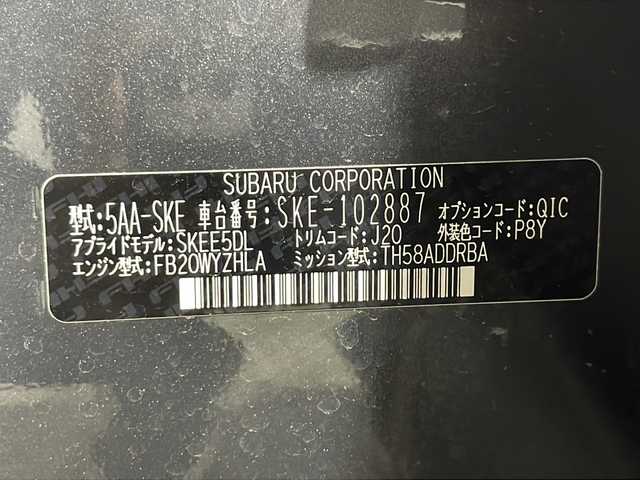 SUBARU CORPORATION
型式:5AA-SKE 車台番号:SKE-102887 オプションコード:QIC
アプライドモデル:SKEE5DL トリムコード:J20 外装色コード:P8Y
エンジン型式:FB20WYZHLA ミッション型式:TH58ADDRBA